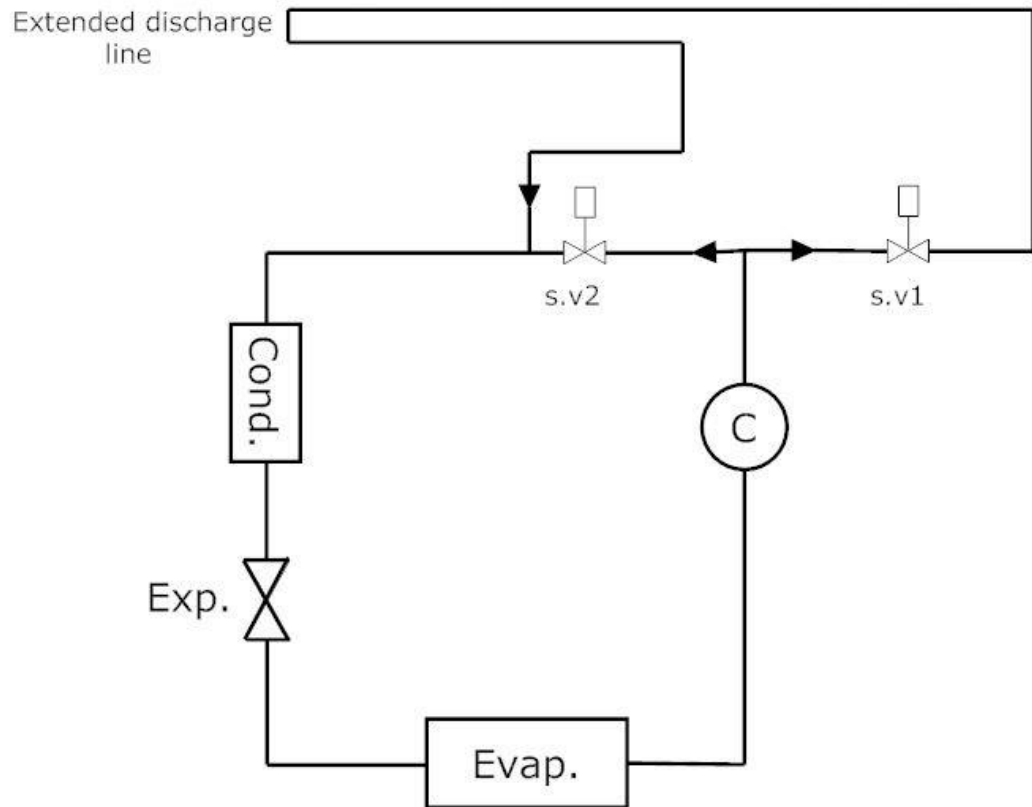 Extended discharge
line
s.v2
s.v1
Cond.
C
Exp.
Evap.